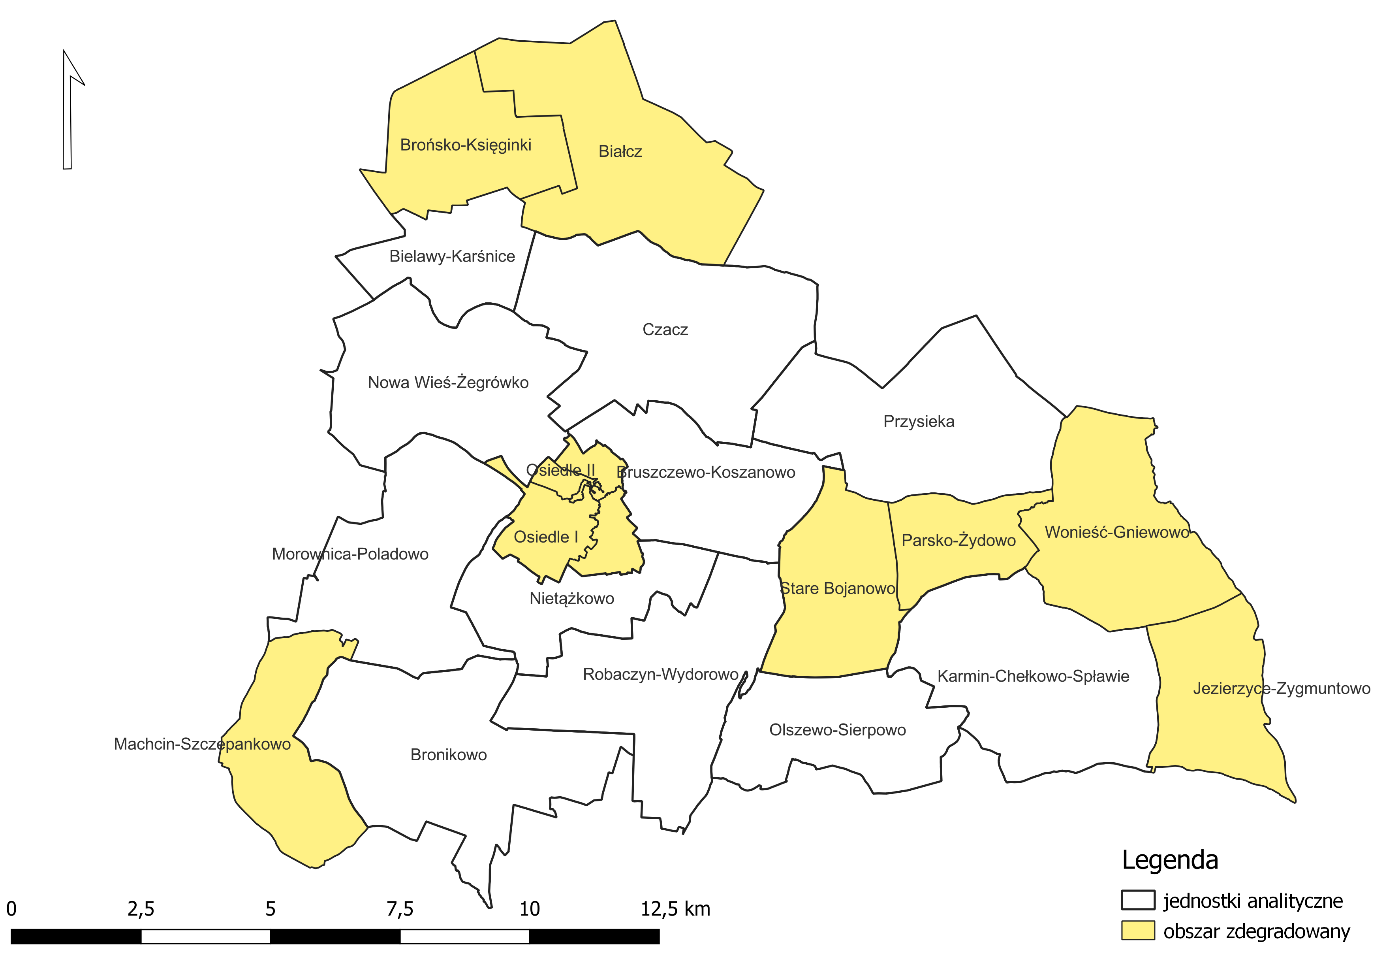 Brońsko-Księginki
Białcz
Bielawy-Karśnice
Czacz
Nowa Wieś-Żegrówko
Przysieka
Osiedle II
Bruszczewo-Koszanowo
Osiedle I
Morownica-Poladowo
Parsko-Żydowo
Wonieść-Gniewowo
Stare Bojanowo
Nietążkowo
Robaczyn-Wydorowo
Karmin-Chełkowo-Spławie
Jezierzyce-Zygmuntowo
Olszewo-Sierpowo
Machcin-Szczepankowo
Bronikowo
Legenda
jednostki analityczne
obszar zdegradowany
0 2,5 5 7,5 10 12,5 km